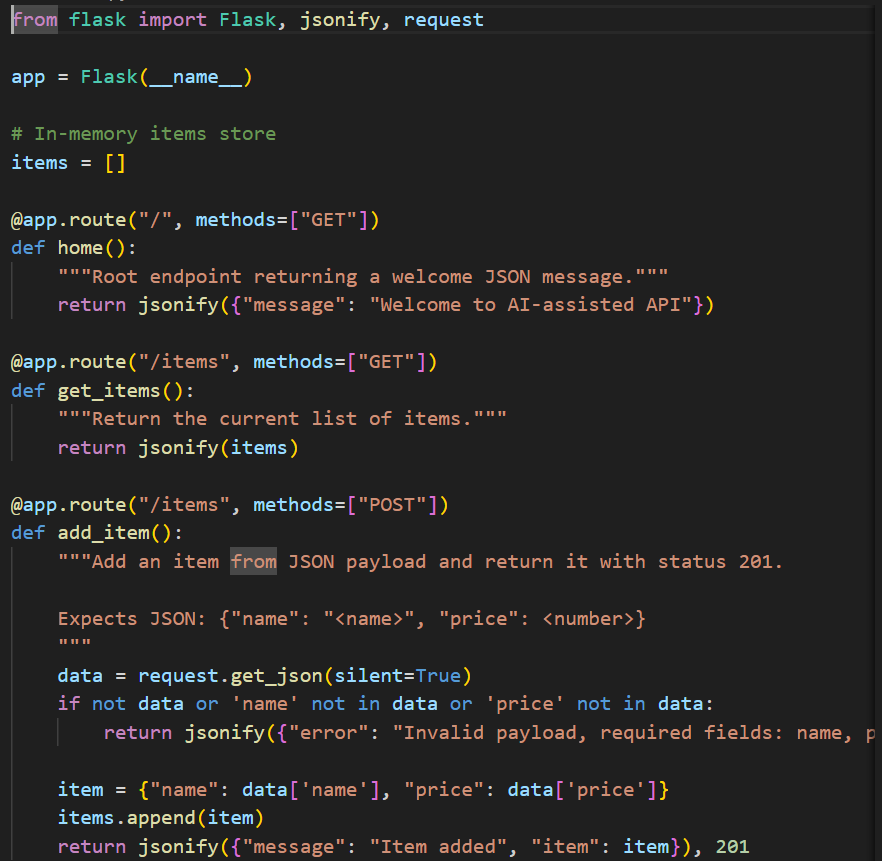 from flask import Flask, jsonify, request

app = Flask(__name__)

# In-memory items store
items = []

@app.route("/", methods=["GET"])
def home():
    """Root endpoint returning a welcome JSON message."""
    return jsonify({"message": "Welcome to AI-assisted API"})

@app.route("/items", methods=["GET"])
def get_items():
    """Return the current list of items."""
    return jsonify(items)

@app.route("/items", methods=["POST"])
def add_item():
    """Add an item from JSON payload and return it with status 201.

    Expects JSON: {"name": "<name>", "price": <number>}
    """
    data = request.get_json(silent=True)
    if not data or 'name' not in data or 'price' not in data:
        return jsonify({"error": "Invalid payload, required fields: name, p

    item = {"name": data['name'], "price": data['price']}
    items.append(item)
    return jsonify({"message": "Item added", "item": item}), 201